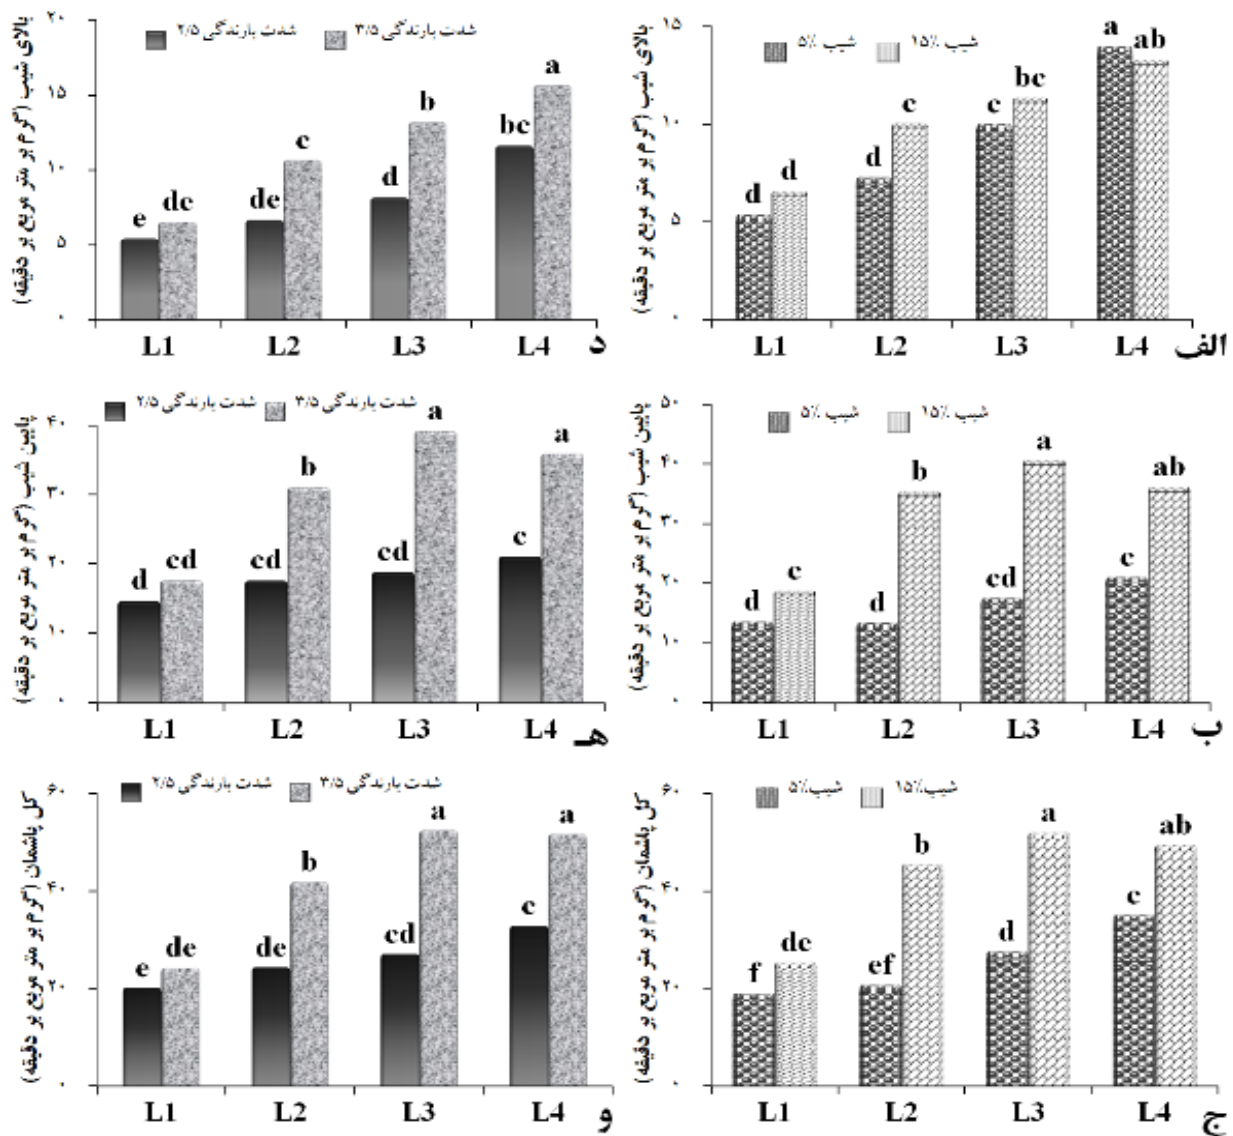 شدت بارندگی ۲/۵ شدت بارندگی ۳/۵
بالای شیب (گرم بر متر مربع بر دقیقه)
۲۰
۱۵
۱۰
۵
۰
e de de c d b bc a
L1 L2 L3 L4
د
شیب ۵٪ شیب ۱۵٪
بالای شیب (گرم بر متر مربع بر دقیقه)
۱۵
۱۰
۵
۰
d d d c c bc a ab
L1 L2 L3 L4
الف
شدت بارندگی ۲/۵ شدت بارندگی ۳/۵
پایین شیب (گرم بر متر مربع بر دقیقه)
۴۰
۳۰
۲۰
۱۰
۰
d cd cd b cd a c a
L1 L2 L3 L4
هـ
شیب ۵٪ شیب ۱۵٪
پایین شیب (گرم بر متر مربع بر دقیقه)
۵۰
۴۰
۳۰
۲۰
۱۰
۰
d c d b cd a c ab
L1 L2 L3 L4
ب
شدت بارندگی ۲/۵ شدت بارندگی ۳/۵
کل پاشمان (گرم بر متر مربع بر دقیقه)
۶۰
۴۰
۲۰
۰
e de de b cd a c a
L1 L2 L3 L4
و
شیب ۵٪ شیب ۱۵٪
کل پاشمان (گرم بر متر مربع بر دقیقه)
۶۰
۴۰
۲۰
۰
f de ef b d a c ab
L1 L2 L3 L4
ج